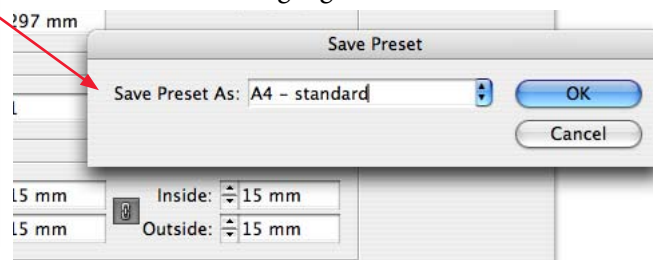 297 mm
Save Preset
Save Preset As: A4 – standard
OK
Cancel
15 mm Inside: 15 mm
15 mm Outside: 15 mm